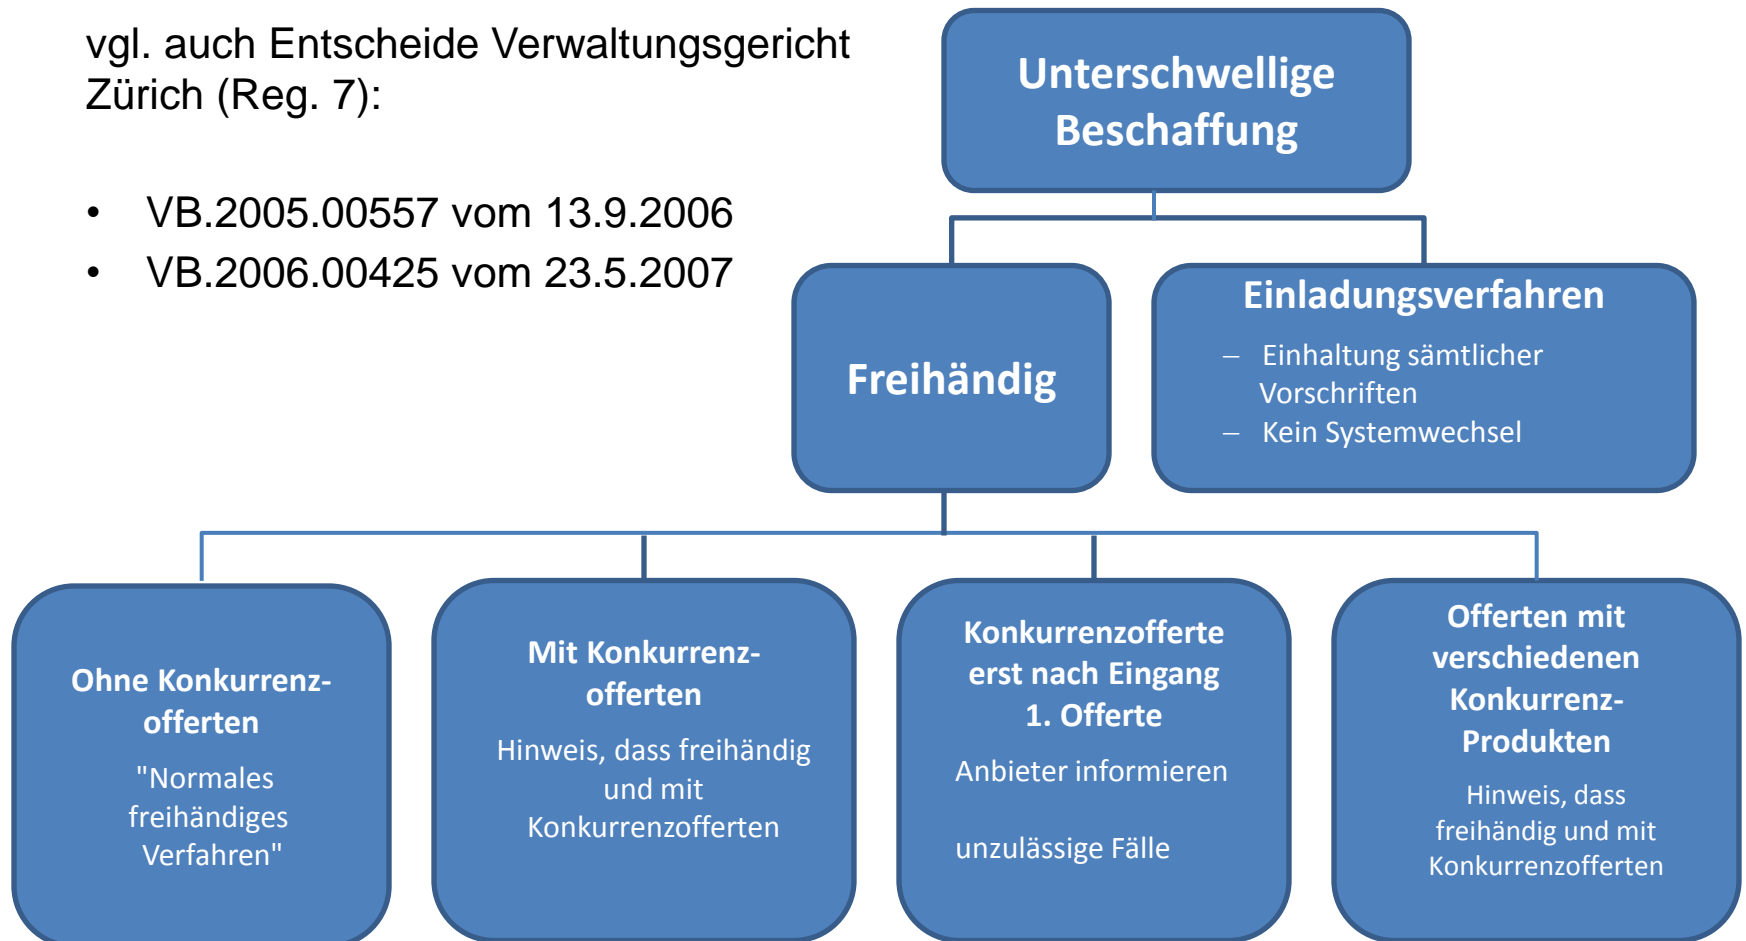 vgl. auch Entscheide Verwaltungsgericht
Zürich (Reg. 7):
• VB.2005.00557 vom 13.9.2006
• VB.2006.00425 vom 23.5.2007
Unterschwellige
Beschaffung
Freihändig
Einladungsverfahren
– Einhaltung sämtlicher
Vorschriften
– Kein Systemwechsel
Ohne Konkurrenz-
offerten
"Normales
freihändiges
Verfahren"
Mit Konkurrenz-
offerten
Hinweis, dass freihändig
und mit
Konkurrenzofferten
Konkurrenzofferte
erst nach Eingang
1. Offerte
Anbieter informieren
unzulässige Fälle
Offerten mit
verschiedenen
Konkurrenz-
Produkten
Hinweis, dass
freihändig und mit
Konkurrenzofferten